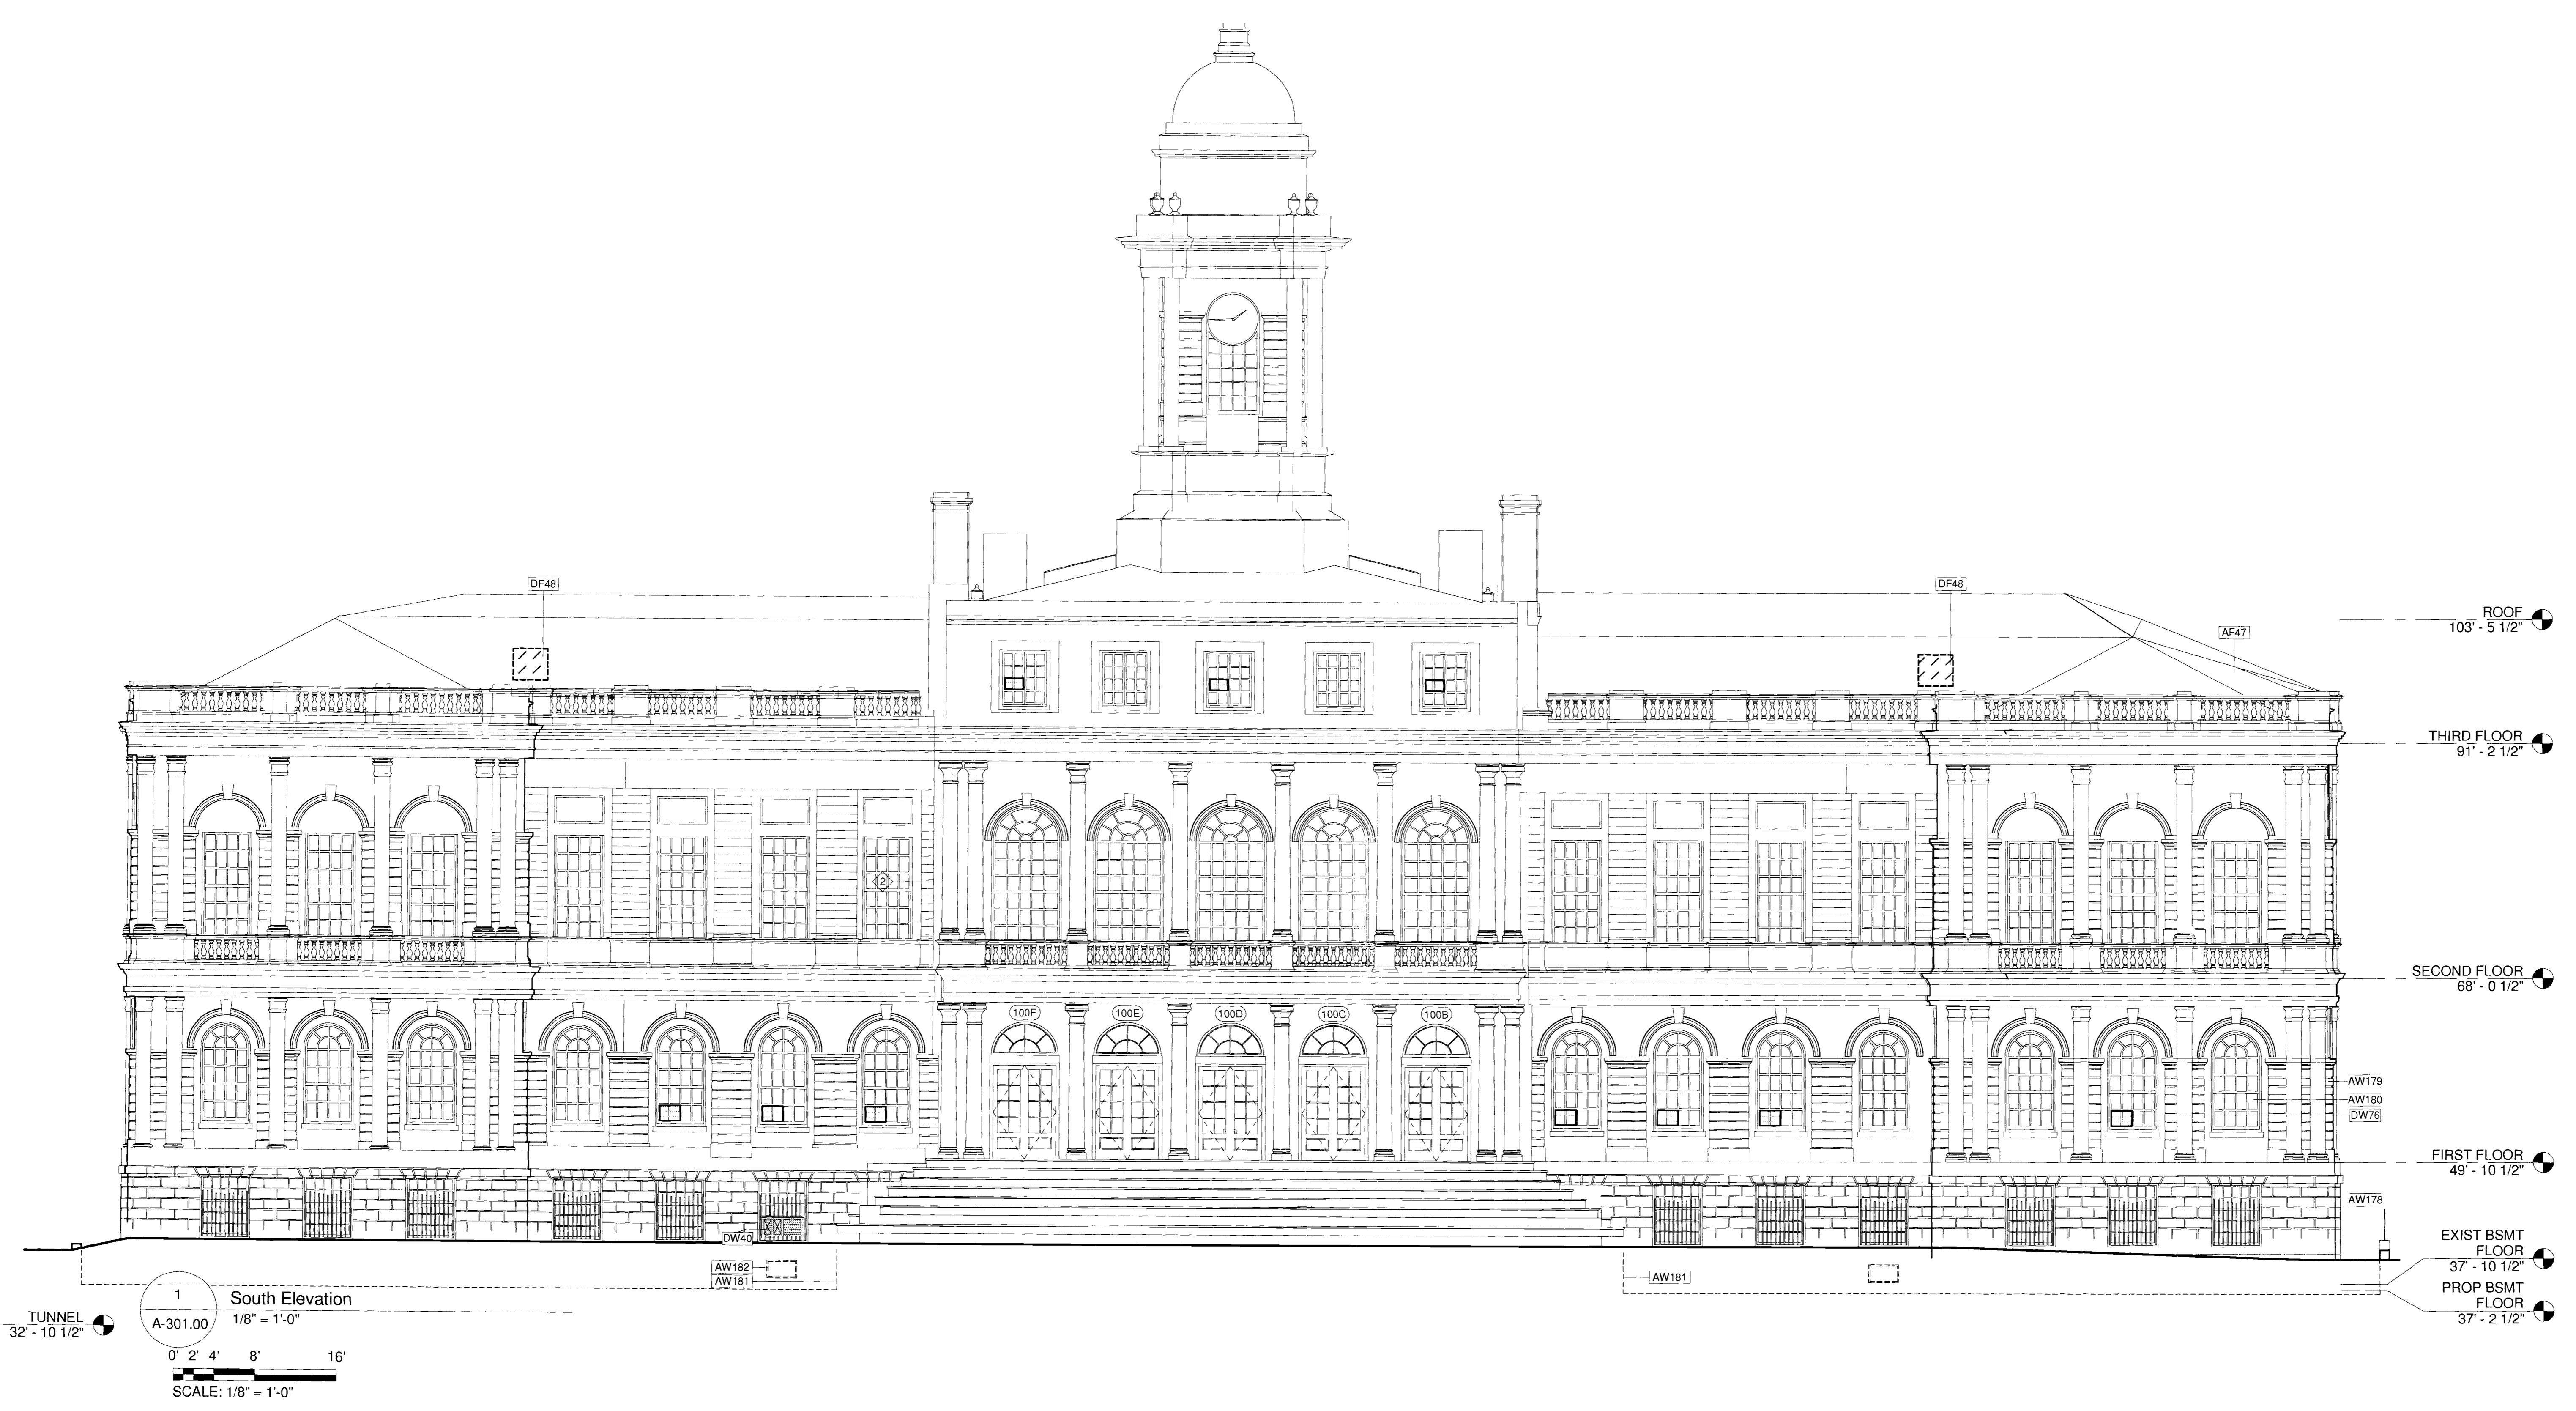 DF48
DF48
ROOF
103' - 5 1/2"
AF47
THIRD FLOOR
91' - 2 1/2"
2
SECOND FLOOR
68' - 0 1/2"
100F
100E
100D
100C
100B
AW179
AW180
DW76
FIRST FLOOR
49' - 10 1/2"
AW178
DW40
EXIST BSMT
FLOOR
37' - 10 1/2"
AW182
AW181
AW181
PROP BSMT
FLOOR
37' - 2 1/2"
1
A-301.00
South Elevation
1/8" = 1'-0"
TUNNEL
32' - 10 1/2"
0' 2' 4' 8' 16'
SCALE: 1/8" = 1'-0"